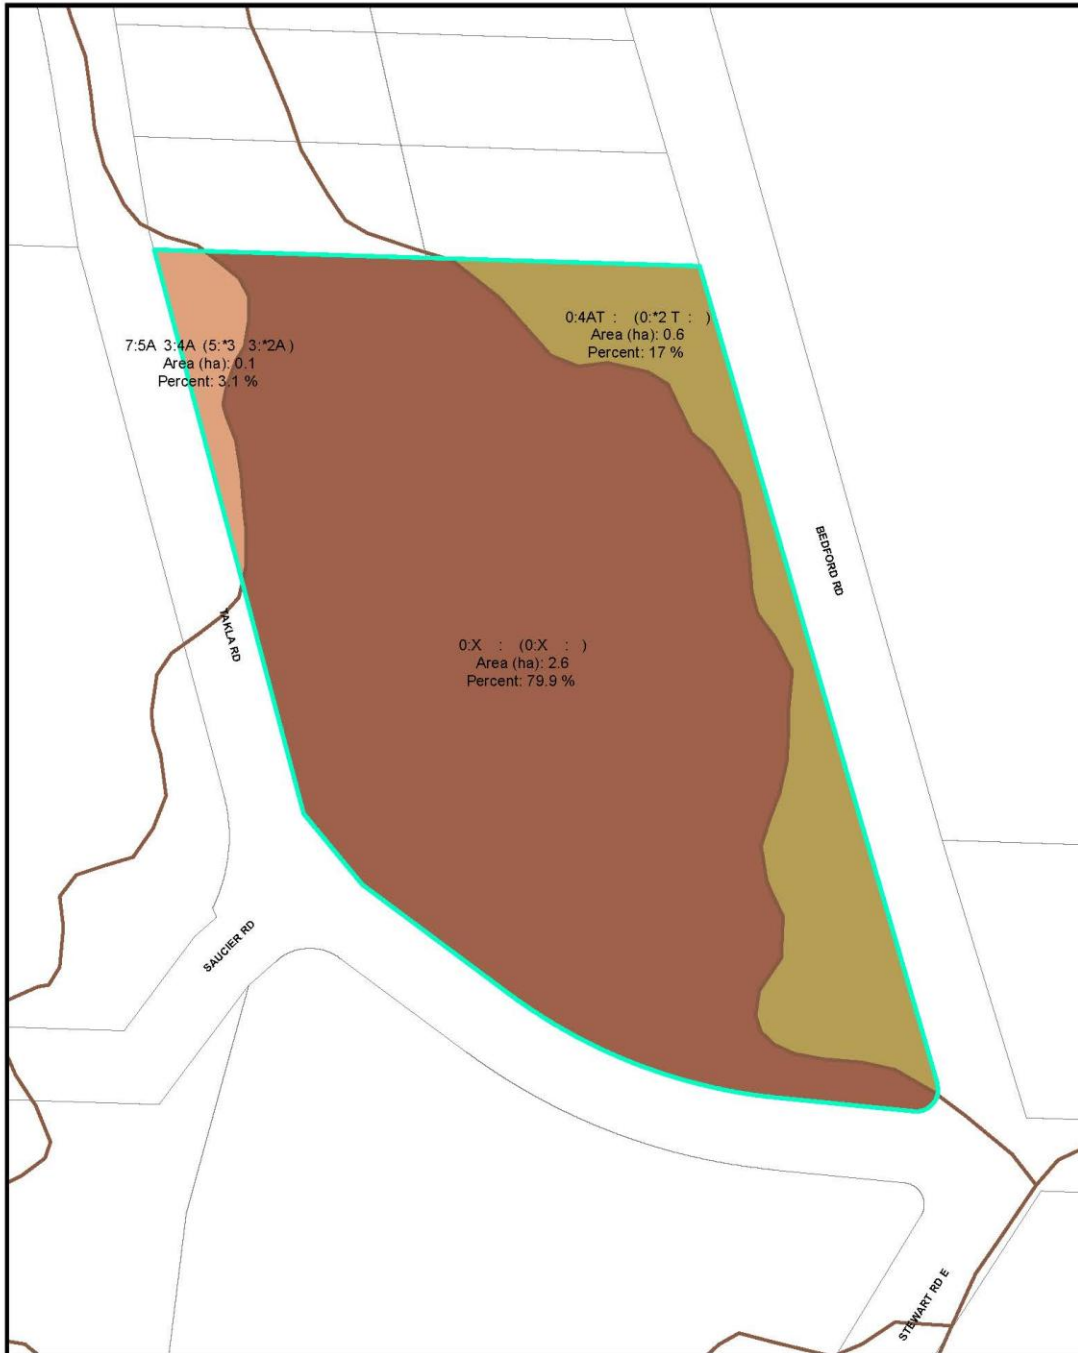 0:4AT : (0:*2 T : )
Area (ha): 0.6
Percent: 17 %
7:5A 3:4A (5:*3 3:*2A)
Area (ha): 0.1
Percent: 3.1 %
BEDFORD RD
TAKLA RD
0:X : (0:X : )
Area (ha): 2.6
Percent: 79.9 %
SAUCIER RD
STEWART RD E